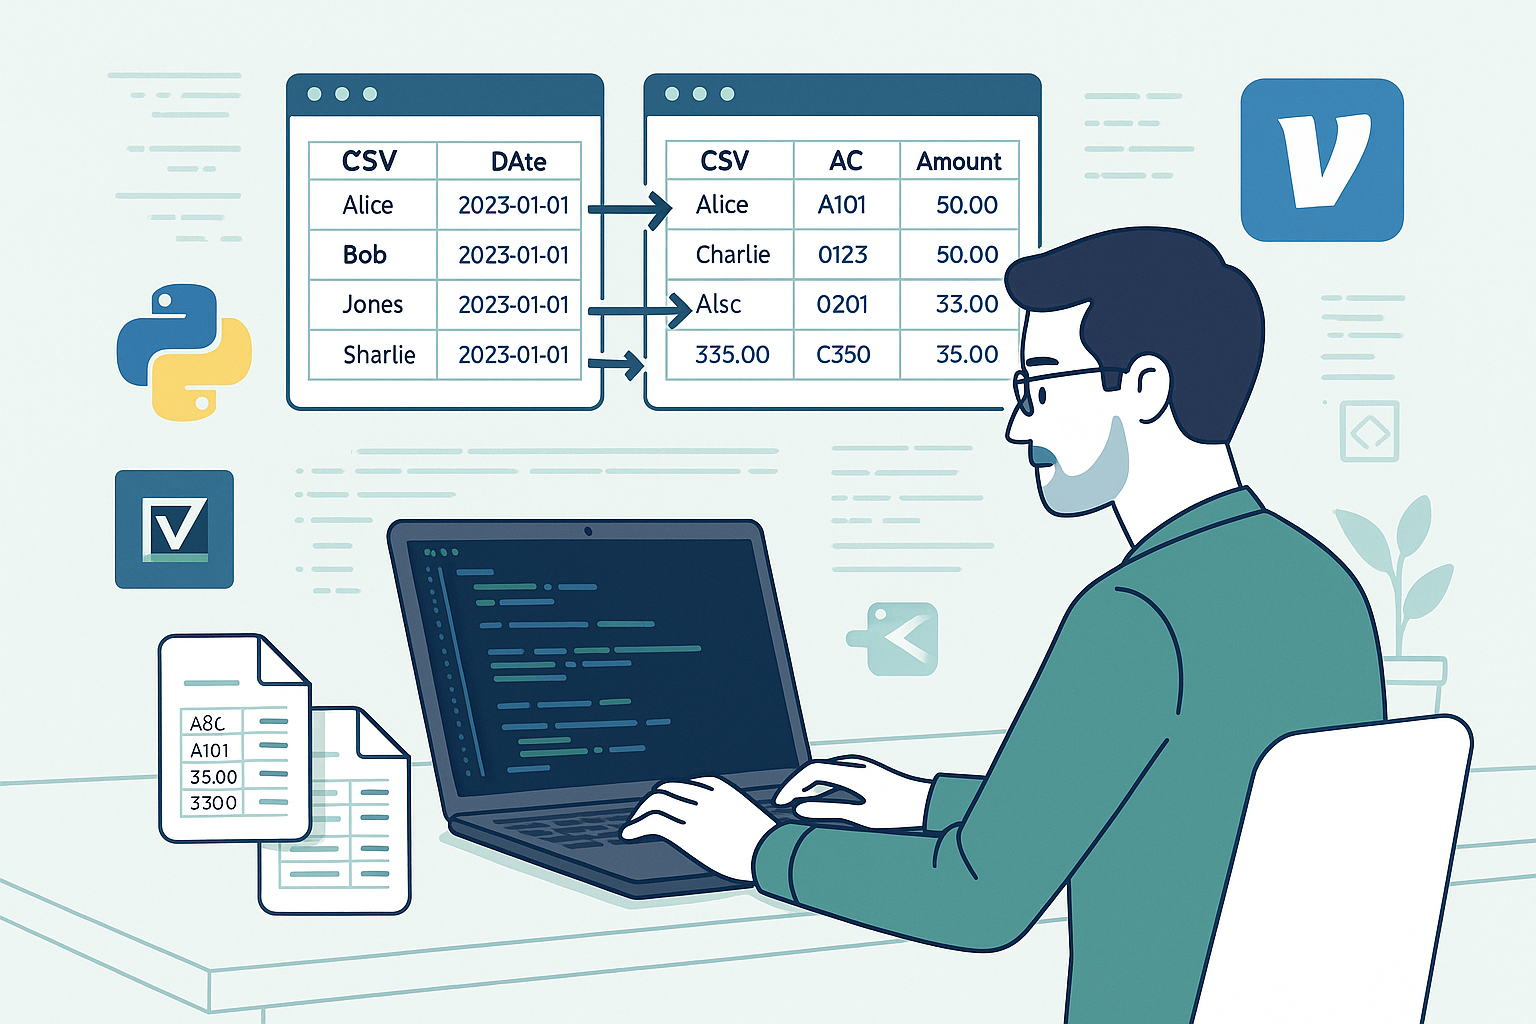 CSV DAte
Alice 2023-01-01
Bob 2023-01-01
Jones 2023-01-01
Sharlie 2023-01-01
CSV AC Amount
Alice A101 50.00
Charlie 0123 50.00
Alsc 0201 33.00
335.00 C350 35.00
V
V
A8C
A101
35.00
3300